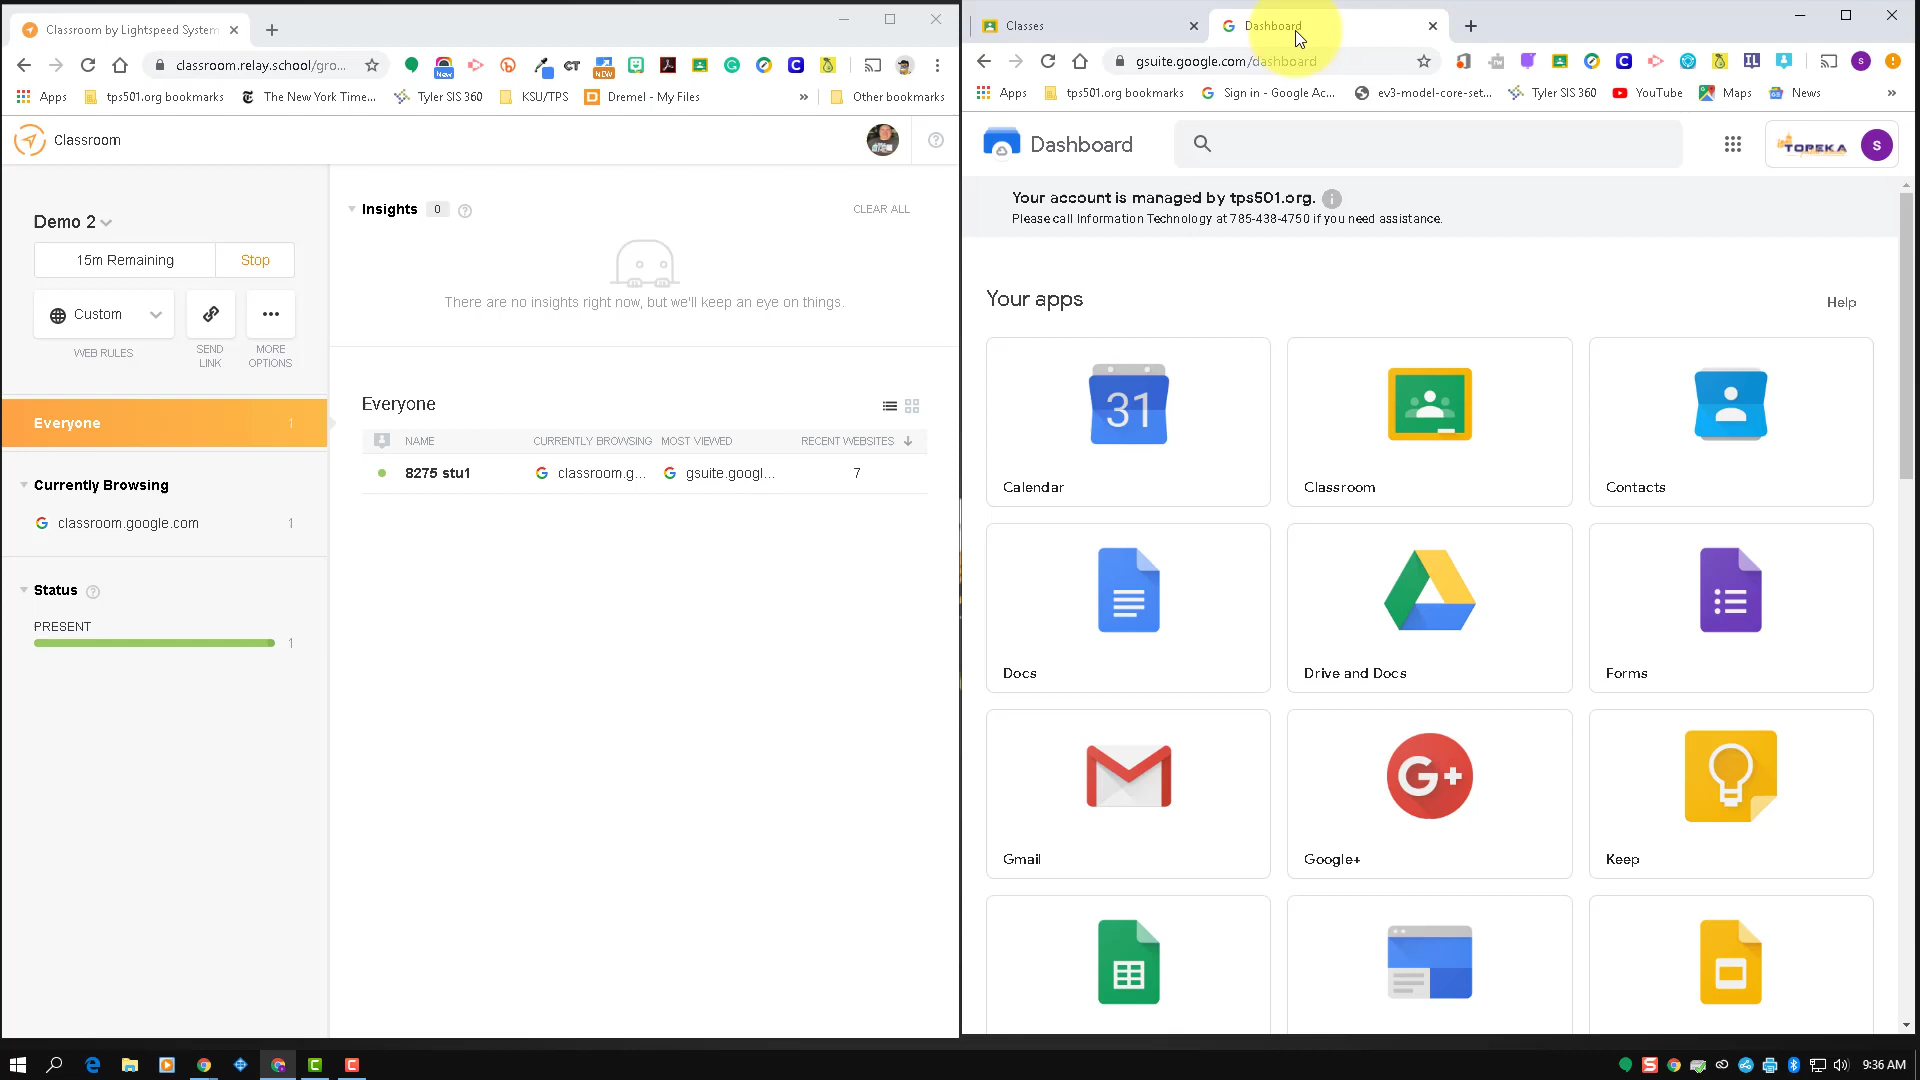 Classroom by Lightspeed System
classroom.relay.school/gro...
New
CT
NEW
Apps
tps501.org bookmarks
The New York Time...
Tyler SIS 360
KSU/TPS
Dremel - My Files
»
Other bookmarks
Classroom
Demo 2
15m Remaining
Stop
Custom
WEB RULES
SEND
LINK
MORE
OPTIONS
Everyone
1
Currently Browsing
classroom.google.com
1
Status
PRESENT
1
Insights
0
CLEAR ALL
There are no insights right now, but we'll keep an eye on things.
Everyone
NAME
CURRENTLY BROWSING
MOST VIEWED
RECENT WEBSITES
8275 stu1
classroom.g...
gsuite.googl...
7
Classes
Dashboard
gsuite.google.com/dashboard
rw
C
IL
S
Apps
tps501.org bookmarks
Sign in - Google Ac...
ev3-model-core-set...
Tyler SIS 360
YouTube
Maps
News
»
Dashboard
TOPEKA
S
Your account is managed by tps501.org.
Please call Information Technology at 785-438-4750 if you need assistance.
Your apps
Help
31
Calendar
Classroom
Contacts
Docs
Drive and Docs
Forms
Gmail
G+
Google+
Keep
9:36 AM